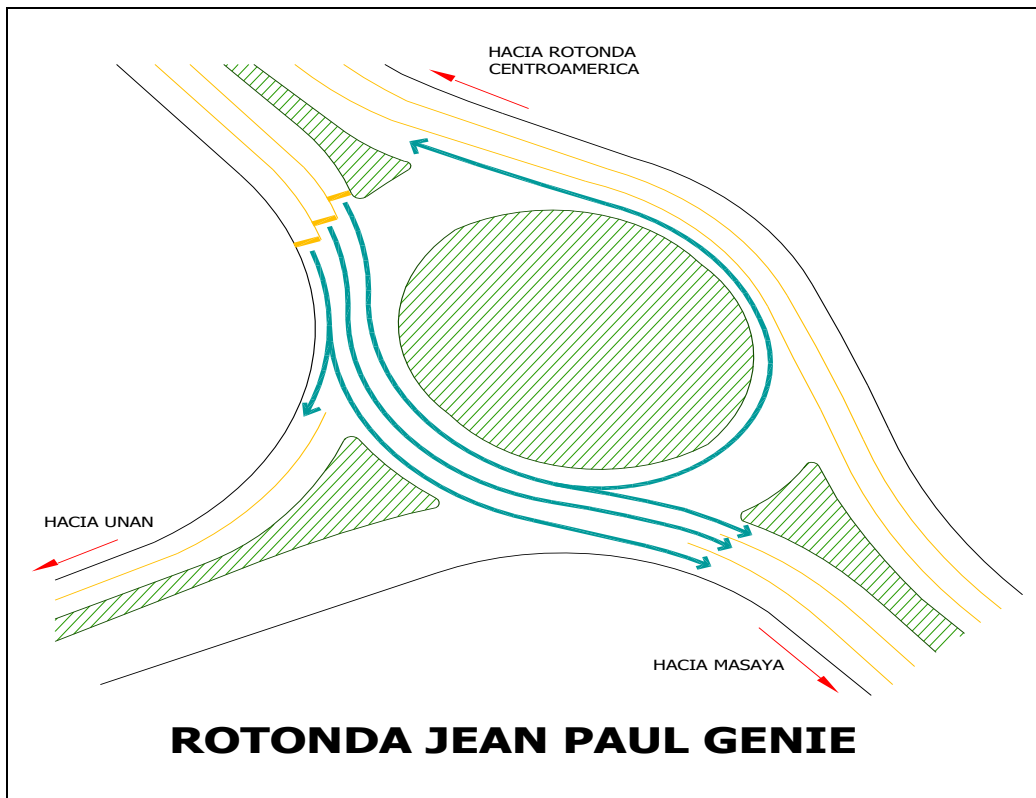 HACIA ROTONDA
CENTROAMERICA
HACIA UNAN
HACIA MASAYA
ROTONDA JEAN PAUL GENIE